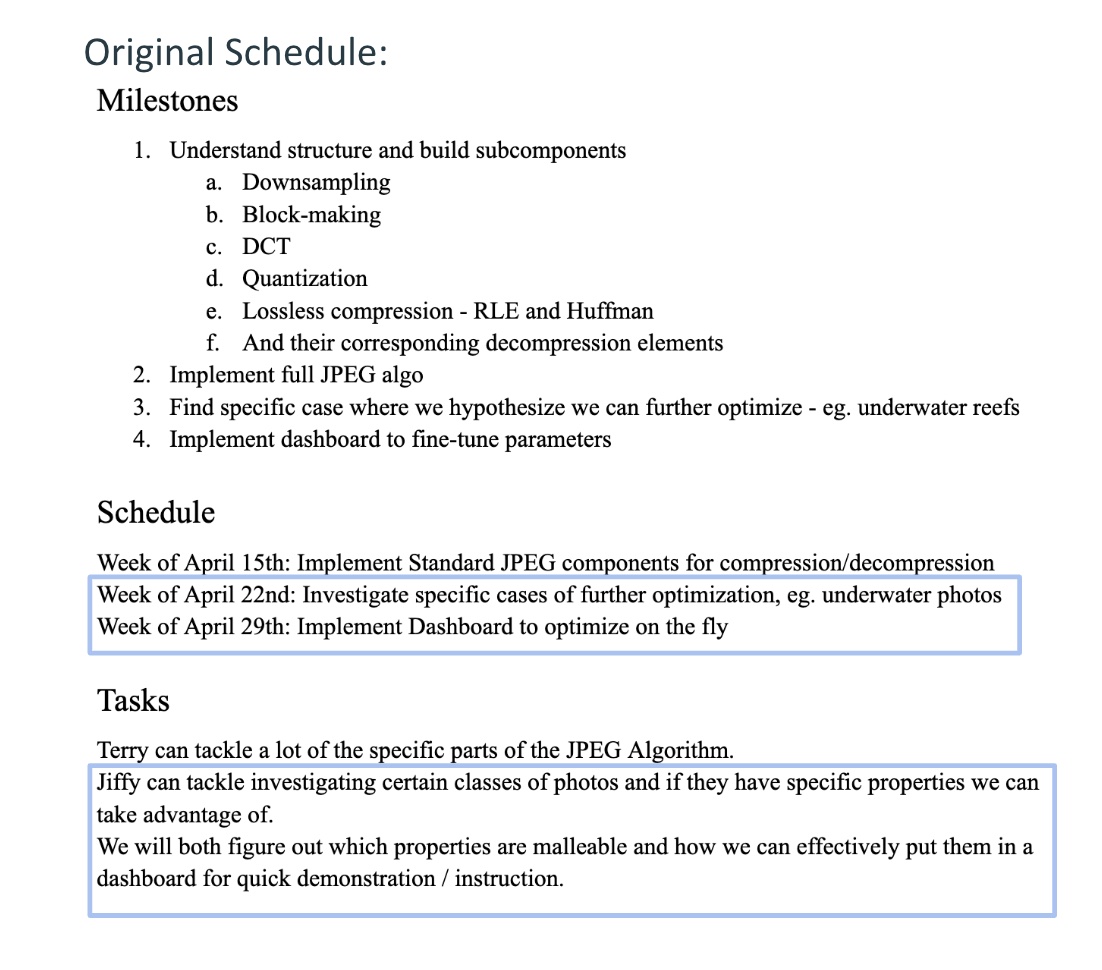 Original Schedule:
Milestones
1. Understand structure and build subcomponents
a. Downsampling
b. Block-making
c. DCT
d. Quantization
e. Lossless compression - RLE and Huffman
f. And their corresponding decompression elements
2. Implement full JPEG algo
3. Find specific case where we hypothesize we can further optimize - eg. underwater reefs
4. Implement dashboard to fine-tune parameters
Schedule
Week of April 15th: Implement Standard JPEG components for compression/decompression
Week of April 22nd: Investigate specific cases of further optimization, eg. underwater photos
Week of April 29th: Implement Dashboard to optimize on the fly
Tasks
Terry can tackle a lot of the specific parts of the JPEG Algorithm.
Jiffy can tackle investigating certain classes of photos and if they have specific properties we can
take advantage of.
We will both figure out which properties are malleable and how we can effectively put them in a
dashboard for quick demonstration / instruction.